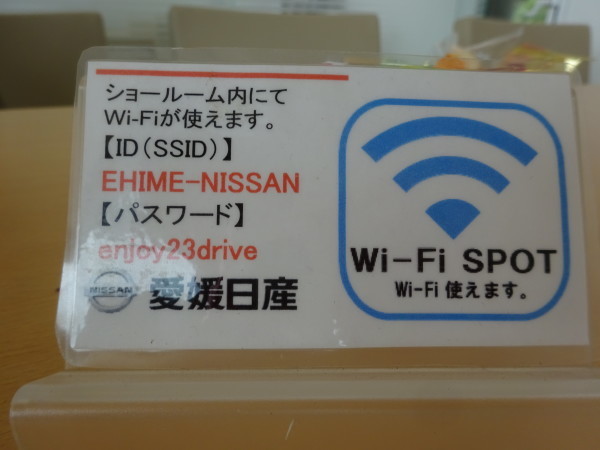 ショールーム内にて
Wi-Fiが使えます。
【ID(SSID)】
EHIME-NISSAN
【パスワード】
enjoy23drive
NISSAN 愛媛日産
Wi-Fi SPOT
Wi-Fi 使えます。